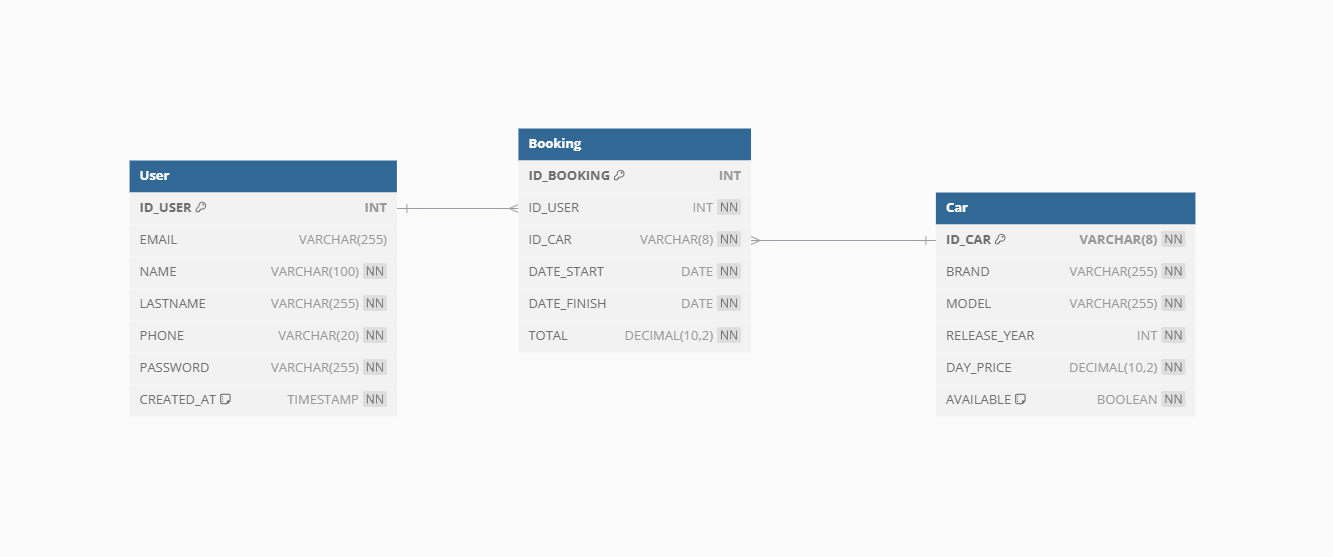 User
ID_USER INT
EMAIL VARCHAR(255)
NAME VARCHAR(100) NN
LASTNAME VARCHAR(255) NN
PHONE VARCHAR(20) NN
PASSWORD VARCHAR(255) NN
CREATED_AT TIMESTAMP NN
Booking
ID_BOOKING INT
ID_USER INT NN
ID_CAR VARCHAR(8) NN
DATE_START DATE NN
DATE_FINISH DATE NN
TOTAL DECIMAL(10,2) NN
Car
ID_CAR VARCHAR(8) NN
BRAND VARCHAR(255) NN
MODEL VARCHAR(255) NN
RELEASE_YEAR INT NN
DAY_PRICE DECIMAL(10,2) NN
AVAILABLE BOOLEAN NN